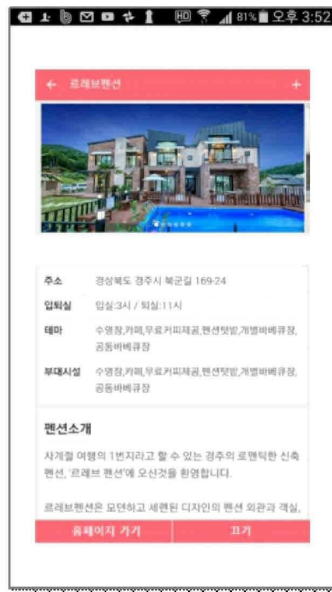 HD 81% 오후 3:52
← 르레브펜션 +
주소 경상북도 경주시 북군길 169-24
입퇴실 입실:3시 / 퇴실:11시
테마 수영장,카페,무료커피제공,펜션텃밭,개별바베큐장,
공동바베큐장
부대시설 수영장,카페,무료커피제공,펜션텃밭,개별바베큐장,
공동바베큐장
펜션소개
사계절 여행의 1번지라고 할 수 있는 경주의 로맨틱한 신축
펜션, '르레브 펜션'에 오신것을 환영합니다.
르레브펜션은 모던하고 세련된 디자인의 펜션 외관과 객실,
홈페이지 가기 끄기